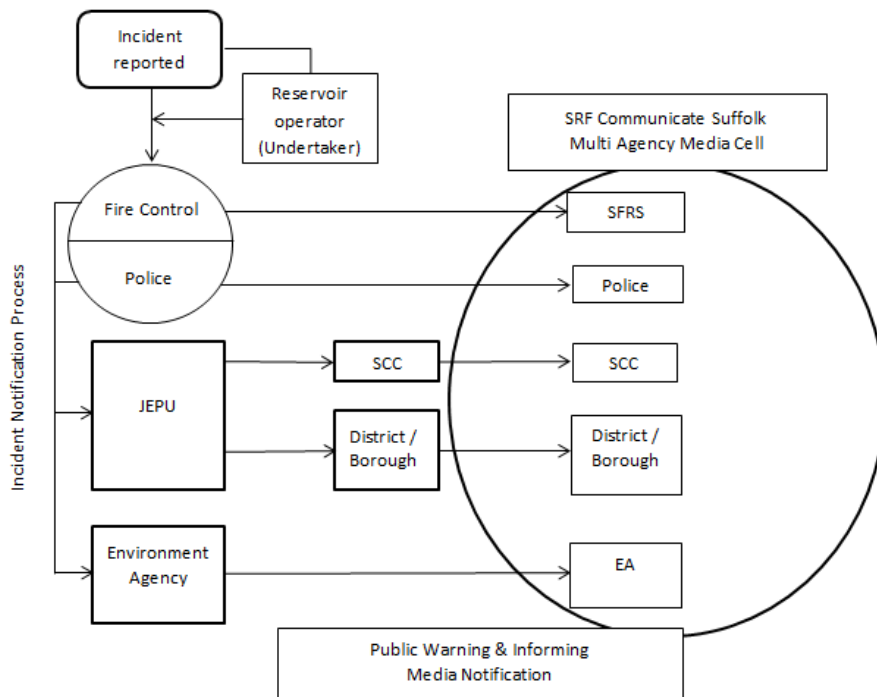 Incident
reported
Reservoir
operator
(Undertaker)
SRF Communicate Suffolk
Multi Agency Media Cell
Fire Control
SFRS
Police
Police
Incident Notification Process
JEPU
SCC
SCC
District /
Borough
District /
Borough
Environment
Agency
EA
Public Warning & Informing
Media Notification